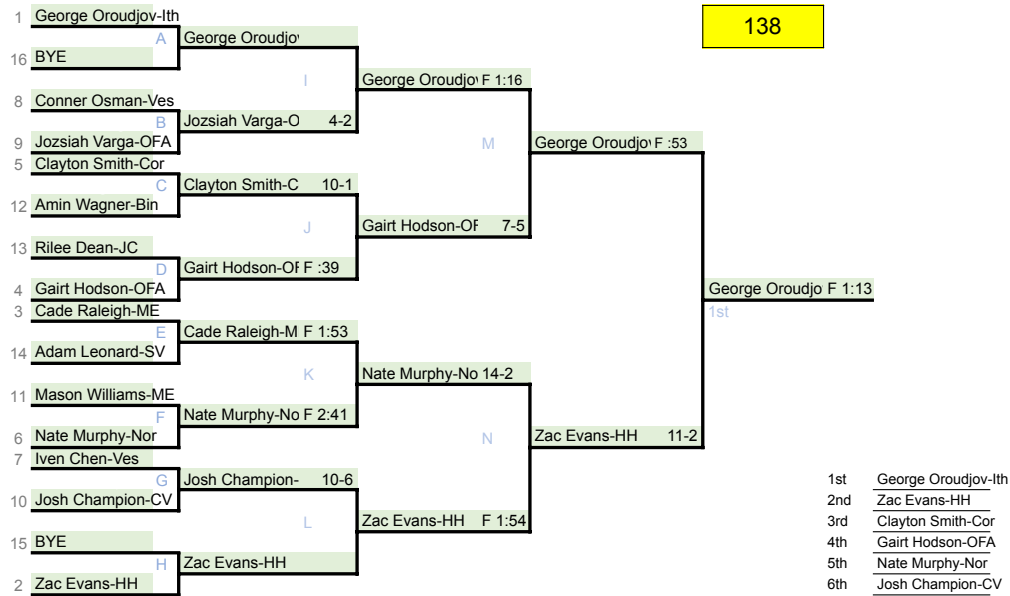 138
1 George Oroudjov-Ith
A George Oroudjov
16 BYE
I George Oroudjov F 1:16
8 Conner Osman-Ves
B Jozsiah Varga-O 4-2
9 Jozsiah Varga-OFA
M George Oroudjov F :53
5 Clayton Smith-Cor
C Clayton Smith-C 10-1
12 Amin Wagner-Bin
J Gairt Hodson-OF 7-5
13 Rilee Dean-JC
D Gairt Hodson-OF F :39
4 Gairt Hodson-OFA
George Oroudjo F 1:13
1st
3 Cade Raleigh-ME
E Cade Raleigh-M F 1:53
14 Adam Leonard-SV
K Nate Murphy-No 14-2
11 Mason Williams-ME
F Nate Murphy-No F 2:41
6 Nate Murphy-Nor
N Zac Evans-HH 11-2
7 Iven Chen-Ves
G Josh Champion- 10-6
10 Josh Champion-CV
L Zac Evans-HH F 1:54
15 BYE
H Zac Evans-HH
2 Zac Evans-HH
1st George Oroudjov-Ith
2nd Zac Evans-HH
3rd Clayton Smith-Cor
4th Gairt Hodson-OFA
5th Nate Murphy-Nor
6th Josh Champion-CV